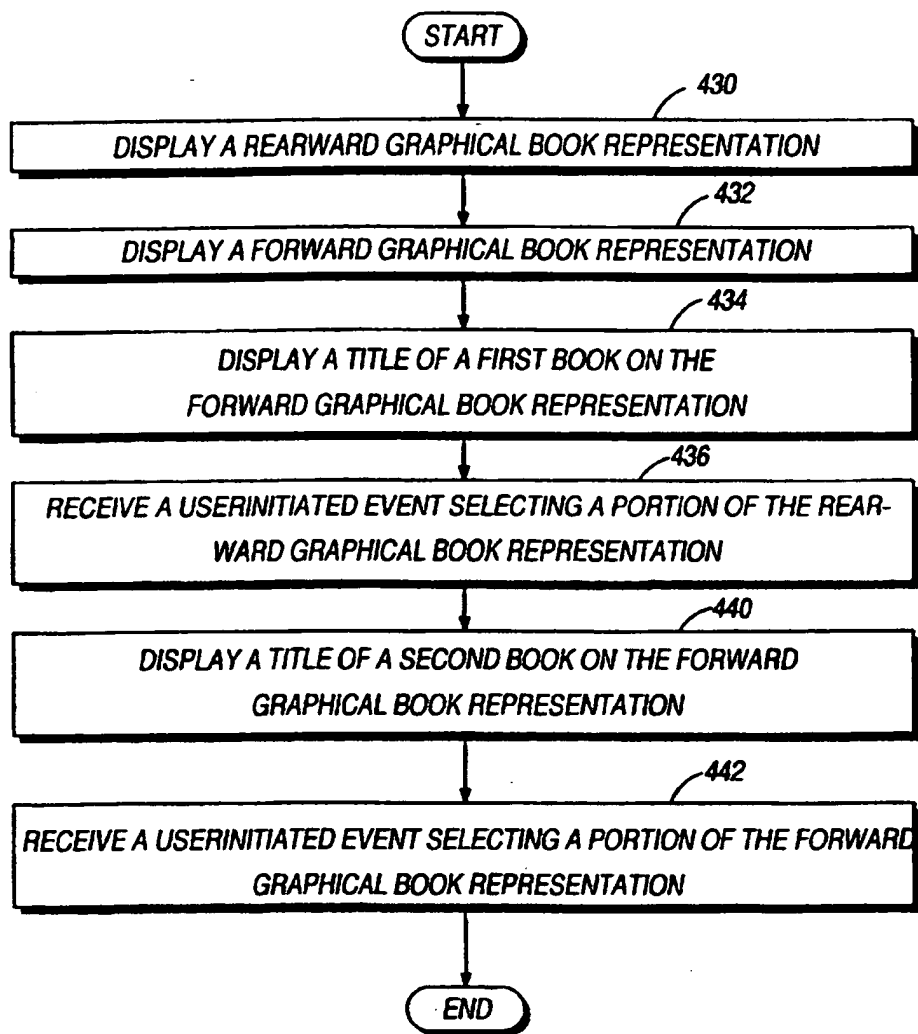 START
430
DISPLAY A REARWARD GRAPHICAL BOOK REPRESENTATION
432
DISPLAY A FORWARD GRAPHICAL BOOK REPRESENTATION
434
DISPLAY A TITLE OF A FIRST BOOK ON THE
FORWARD GRAPHICAL BOOK REPRESENTATION
436
RECEIVE A USERINITIATED EVENT SELECTING A PORTION OF THE REAR-
WARD GRAPHICAL BOOK REPRESENTATION
440
DISPLAY A TITLE OF A SECOND BOOK ON THE FORWARD
GRAPHICAL BOOK REPRESENTATION
442
RECEIVE A USERINITIATED EVENT SELECTING A PORTION OF THE FORWARD
GRAPHICAL BOOK REPRESENTATION
END